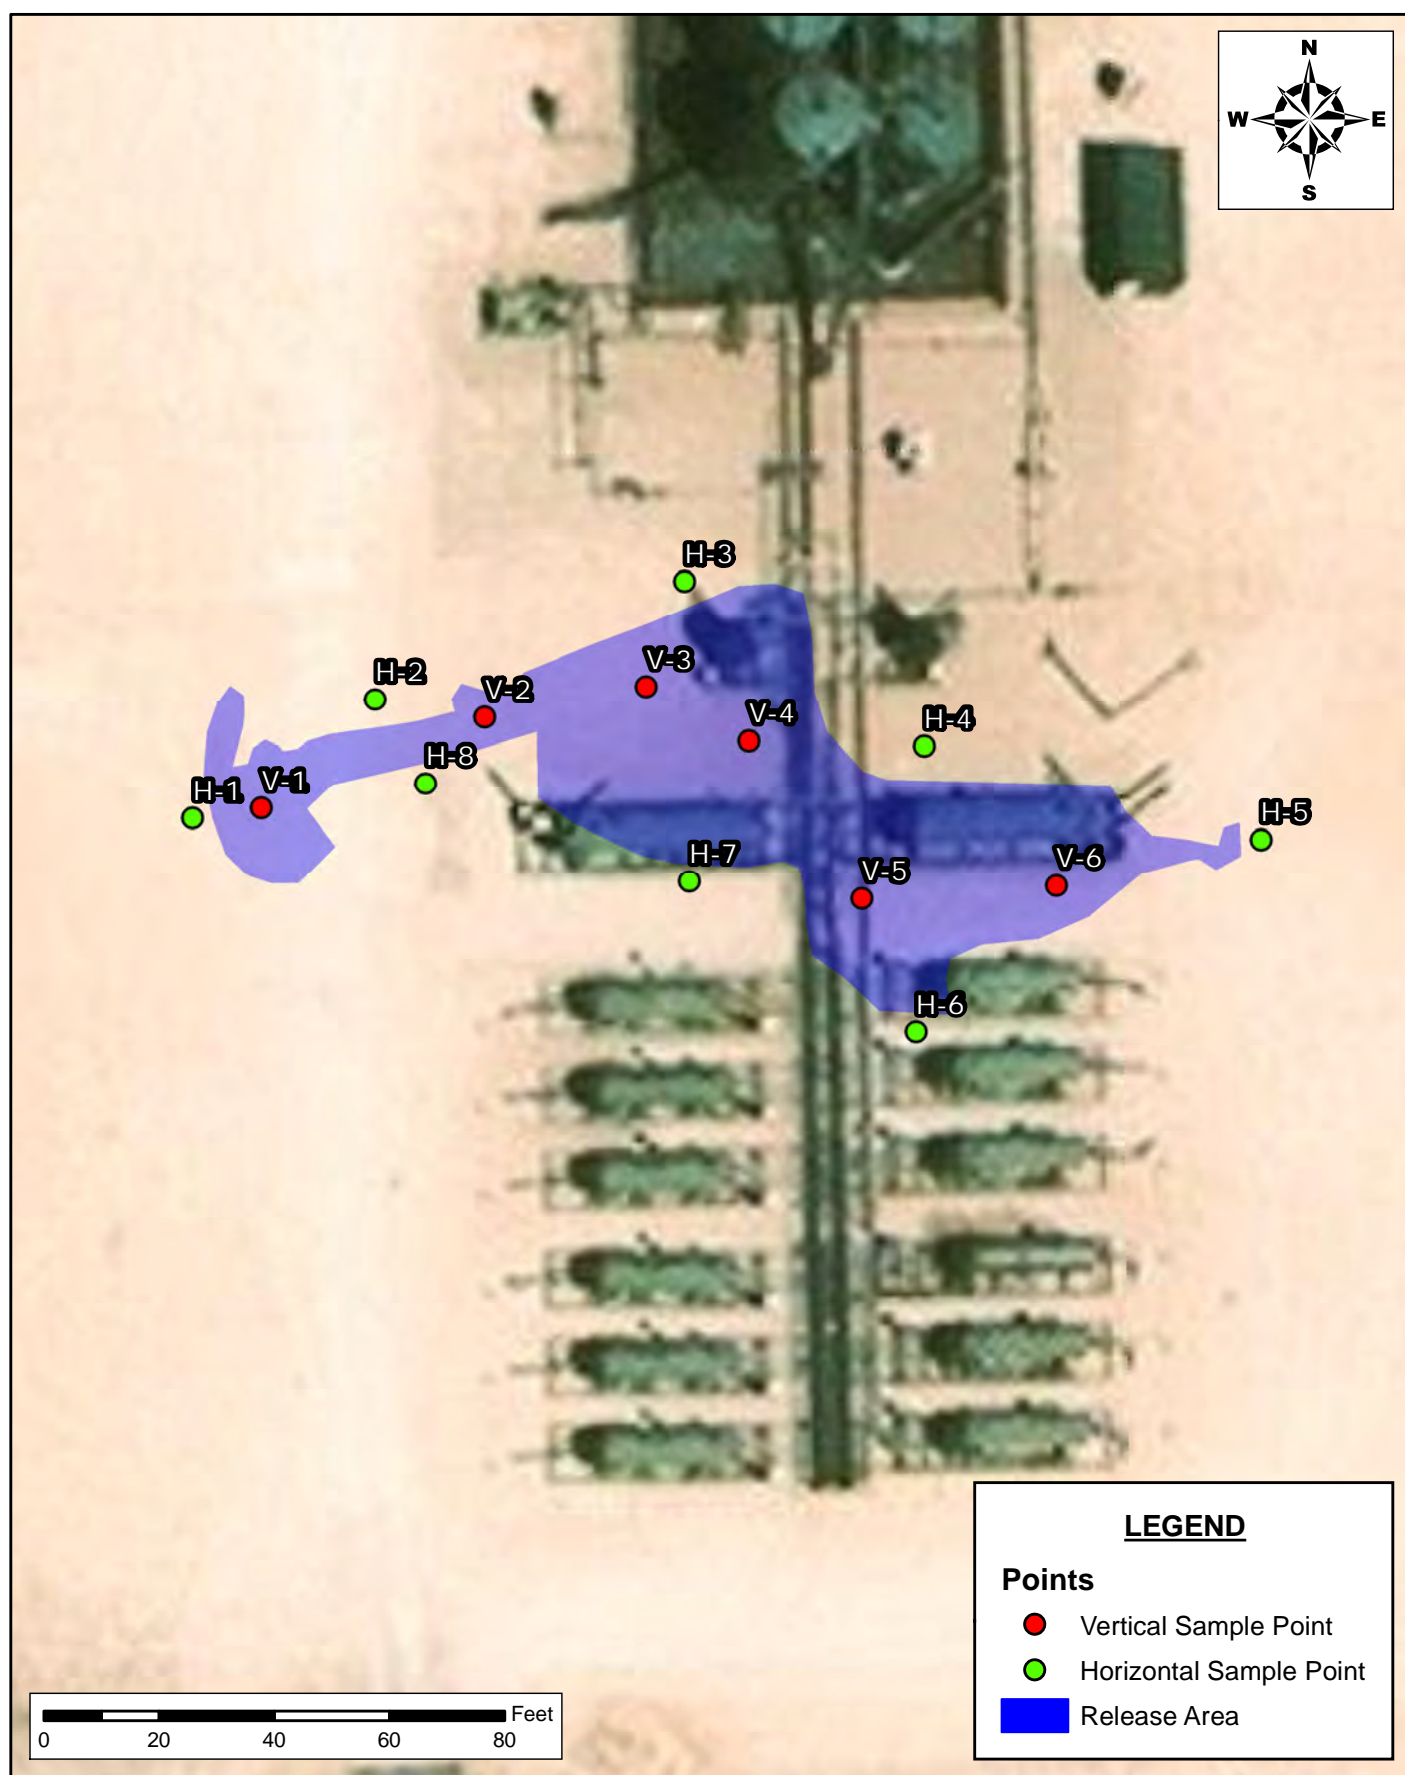 N
W E
S
H-3
V-3
H-2
V-2
V-4
H-4
H-8
V-1
H-1
H-5
H-7
V-5
V-6
H-6
LEGEND
Points
Vertical Sample Point
Horizontal Sample Point
Release Area
Feet
0 20 40 60 80